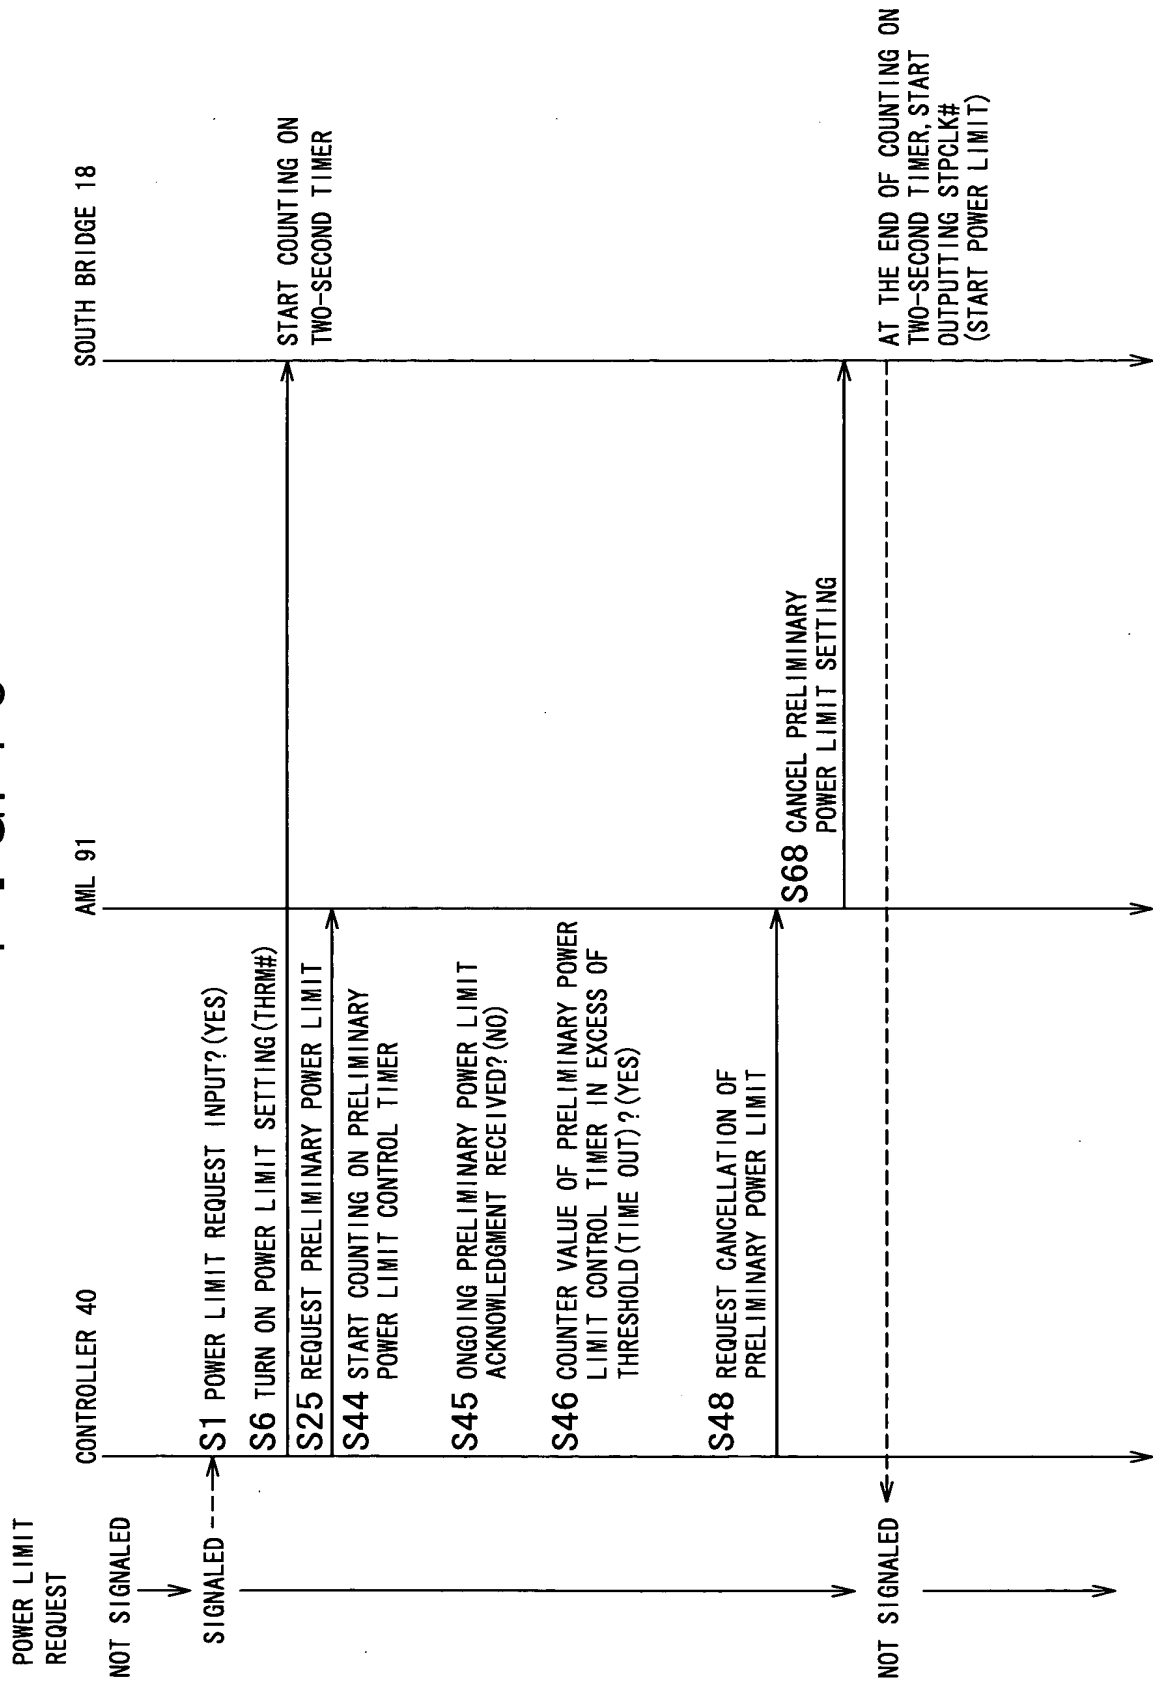 POWER LIMIT
REQUEST
NOT SIGNALED
SIGNALED
NOT SIGNALED
CONTROLLER 40
AML 91
SOUTH BRIDGE 18
S1 POWER LIMIT REQUEST INPUT?(YES)
S6 TURN ON POWER LIMIT SETTING(THRM#)
START COUNTING ON
TWO-SECOND TIMER
S25 REQUEST PRELIMINARY POWER LIMIT
S44 START COUNTING ON PRELIMINARY
POWER LIMIT CONTROL TIMER
S45 ONGOING PRELIMINARY POWER LIMIT
ACKNOWLEDGMENT RECEIVED?(NO)
S46 COUNTER VALUE OF PRELIMINARY POWER
LIMIT CONTROL TIMER IN EXCESS OF
THRESHOLD(TIME OUT)?(YES)
S48 REQUEST CANCELLATION OF
PRELIMINARY POWER LIMIT
S68 CANCEL PRELIMINARY
POWER LIMIT SETTING
AT THE END OF COUNTING ON
TWO-SECOND TIMER,START
OUTPUTTING STPCLK#
(START POWER LIMIT)